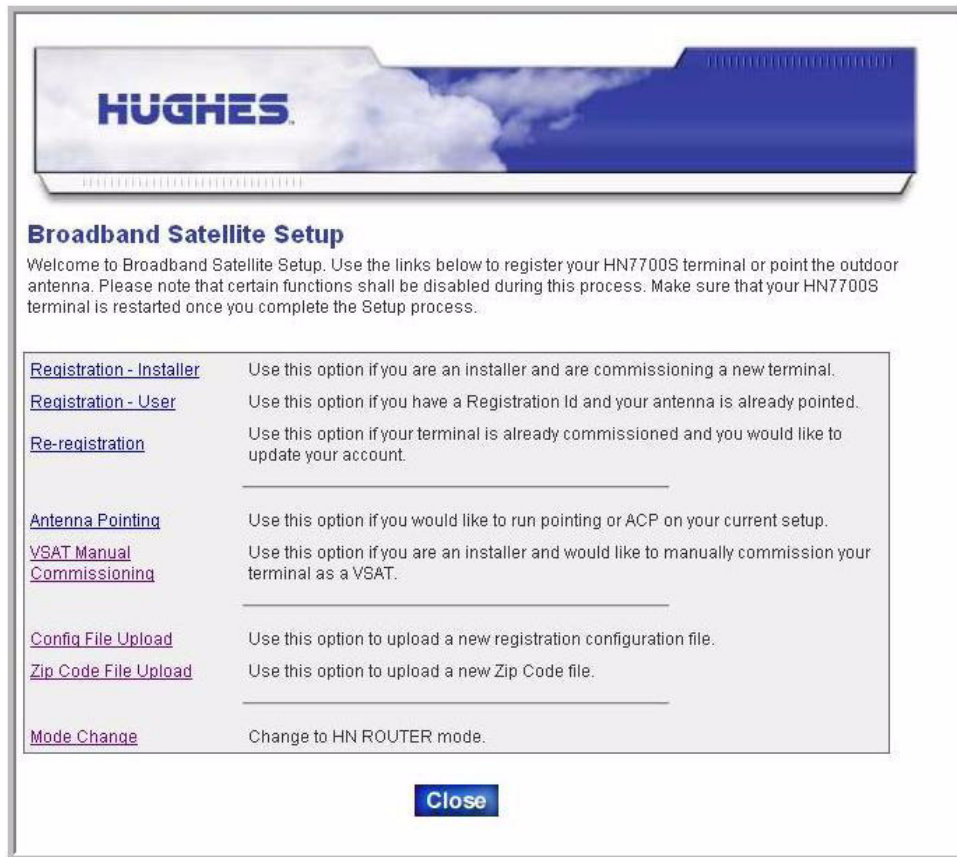 HUGHES.
Broadband Satellite Setup
Welcome to Broadband Satellite Setup. Use the links below to register your HN7700S terminal or point the outdoor
antenna. Please note that certain functions shall be disabled during this process. Make sure that your HN7700S
terminal is restarted once you complete the Setup process.
Registration - Installer Use this option if you are an installer and are commissioning a new terminal.
Registration - User Use this option if you have a Registration Id and your antenna is already pointed.
Re-registration Use this option if your terminal is already commissioned and you would like to
update your account.
Antenna Pointing Use this option if you would like to run pointing or ACP on your current setup.
VSAT Manual Use this option if you are an installer and would like to manually commission your
Commissioning terminal as a VSAT.
Config File Upload Use this option to upload a new registration configuration file.
Zip Code File Upload Use this option to upload a new Zip Code file.
Mode Change Change to HN ROUTER mode.
Close